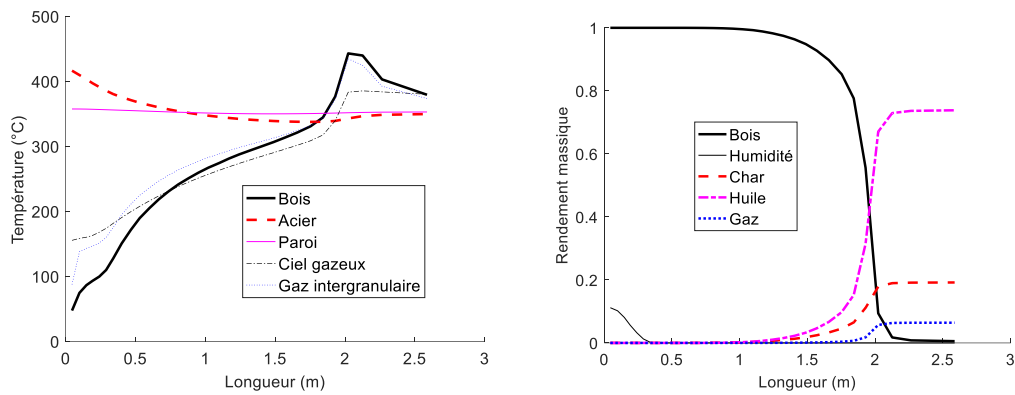 500
400
300
200
100
0
Température (°C)
Bois
Acier
Paroi
Ciel gazeux
Gaz intergranulaire
0
0.5
1
1.5
2
2.5
3
Longueur (m)
1
0.8
0.6
0.4
0.2
0
Rendement massique
Bois
Humidité
Char
Huile
Gaz
0.5
1
1.5
2
2.5
3
Longueur (m)